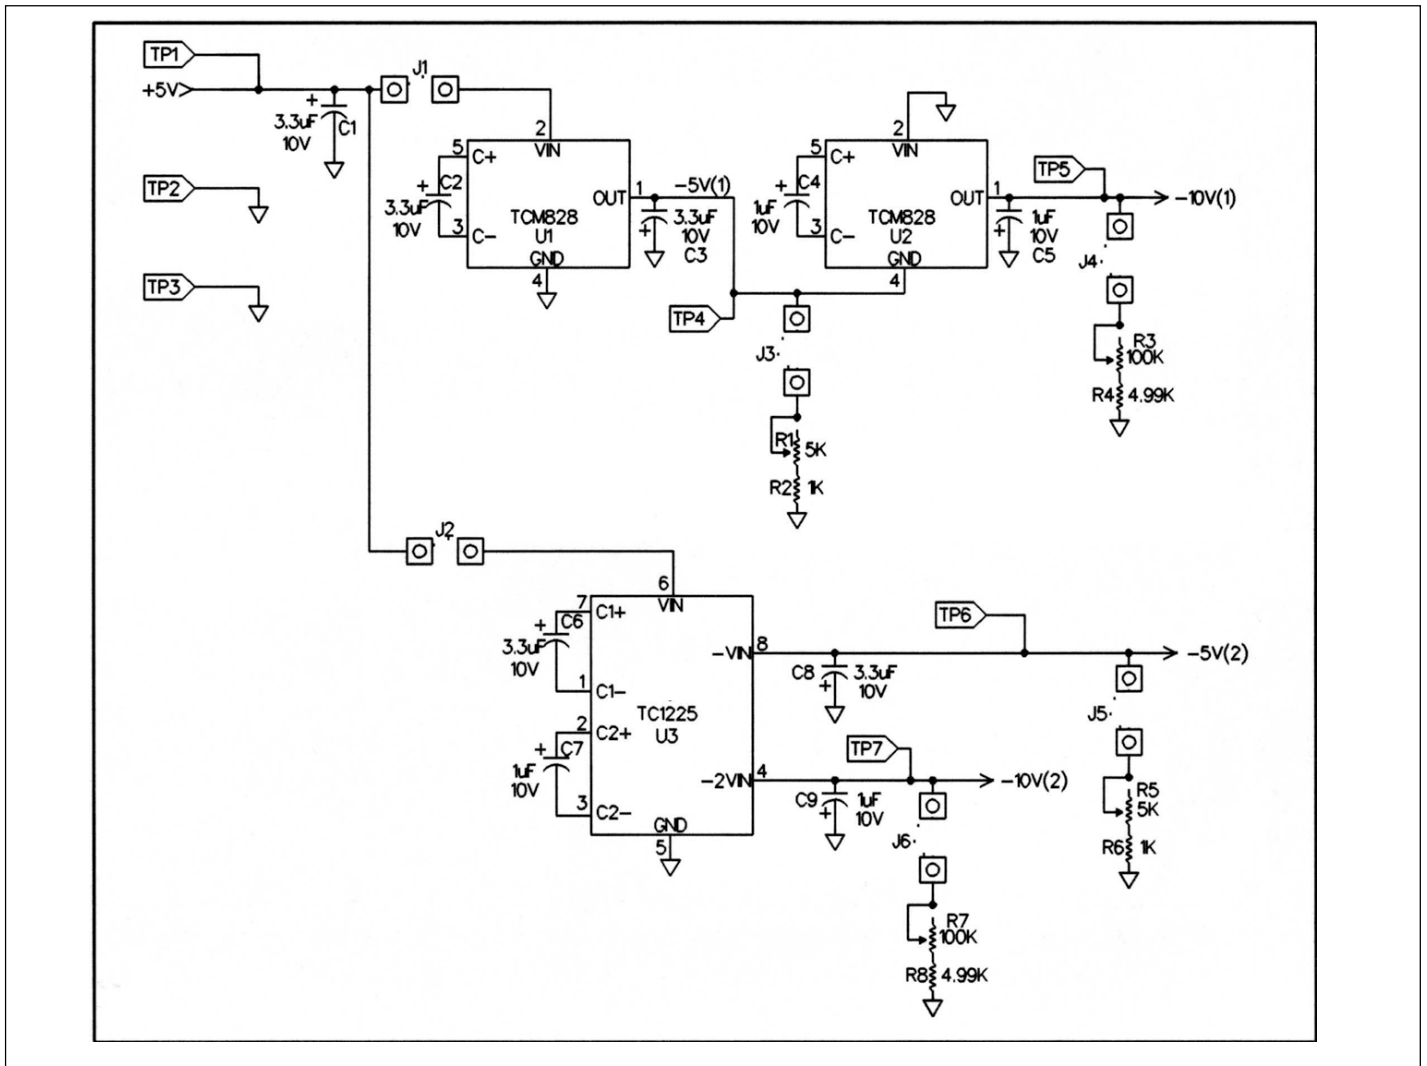 TP1
+5V
J1
+
3.3uF
10V
C1
TP2
TP3
2
VIN
5
C+
+
C2
3.3uF
10V
3
C-
TCM828
U1
OUT
1
GND
4
-5V(1)
3.3uF
10V
+
C3
TP4
J3
R1
5K
R2
1K
2
VIN
5
C+
+
C4
1uF
10V
3
C-
TCM828
U2
OUT
1
GND
4
1uF
10V
+
C5
TP5
-10V(1)
J4
R3
100K
R4
4.99K
J2
6
VIN
7
C1+
+
C6
3.3uF
10V
1
C1-
2
C2+
+
C7
1uF
10V
3
C2-
TC1225
U3
GND
5
-VIN
8
-2VIN
4
C8
3.3uF
+
10V
TP6
-5V(2)
J5
R5
5K
R6
1K
TP7
C9
1uF
+
10V
-10V(2)
J6
R7
100K
R8
4.99K